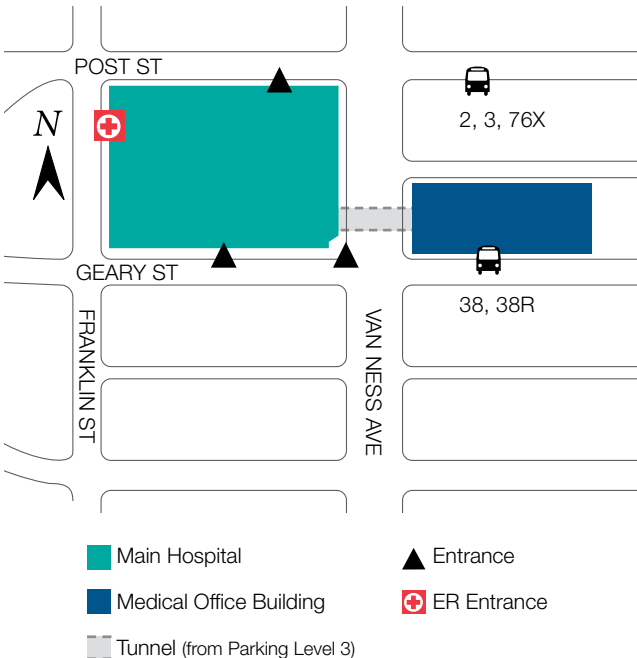 POST ST
N
2, 3, 76X
GEARY ST
38, 38R
FRANKLIN ST
VAN NESS AVE
Main Hospital
Entrance
Medical Office Building
ER Entrance
Tunnel (from Parking Level 3)